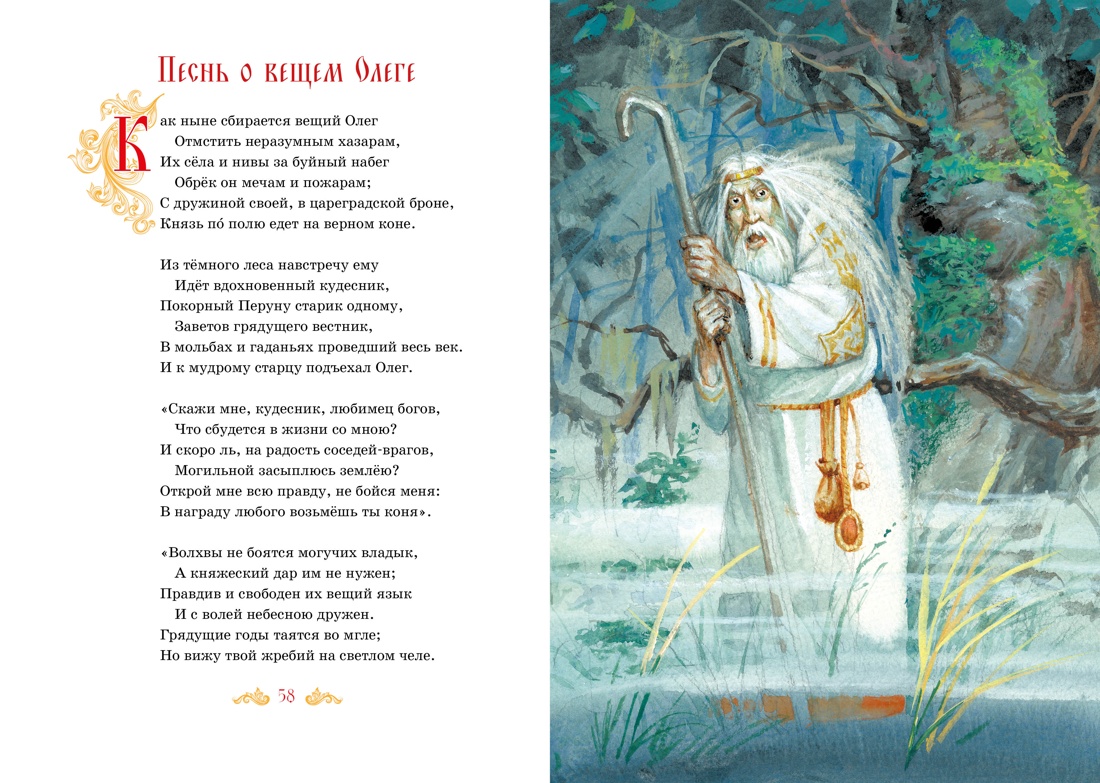 Песнь о вещем Олеге
Как ныне сбирается вещий Олег
Отмстить неразумным хазарам,
Их сёла и нивы за буйный набег
Обрёк он мечам и пожарам;
С дружиной своей, в цареградской броне,
Князь по́ полю едет на верном коне.
Из тёмного леса навстречу ему
Идёт вдохновенный кудесник,
Покорный Перуну старик одному,
Заветов грядущего вестник,
В мольбах и гаданьях проведший весь век.
И к мудрому старцу подъехал Олег.
«Скажи мне, кудесник, любимец богов,
Что сбудется в жизни со мною?
И скоро ль, на радость соседей-врагов,
Могильной засыплюсь землёю?
Открой мне всю правду, не бойся меня:
В награду любого возьмёшь ты коня».
«Волхвы не боятся могучих владык,
А княжеский дар им не нужен;
Правдив и свободен их вещий язык
И с волей небесною дружен.
Грядущие годы таятся во мгле;
Но вижу твой жребий на светлом челе.
58